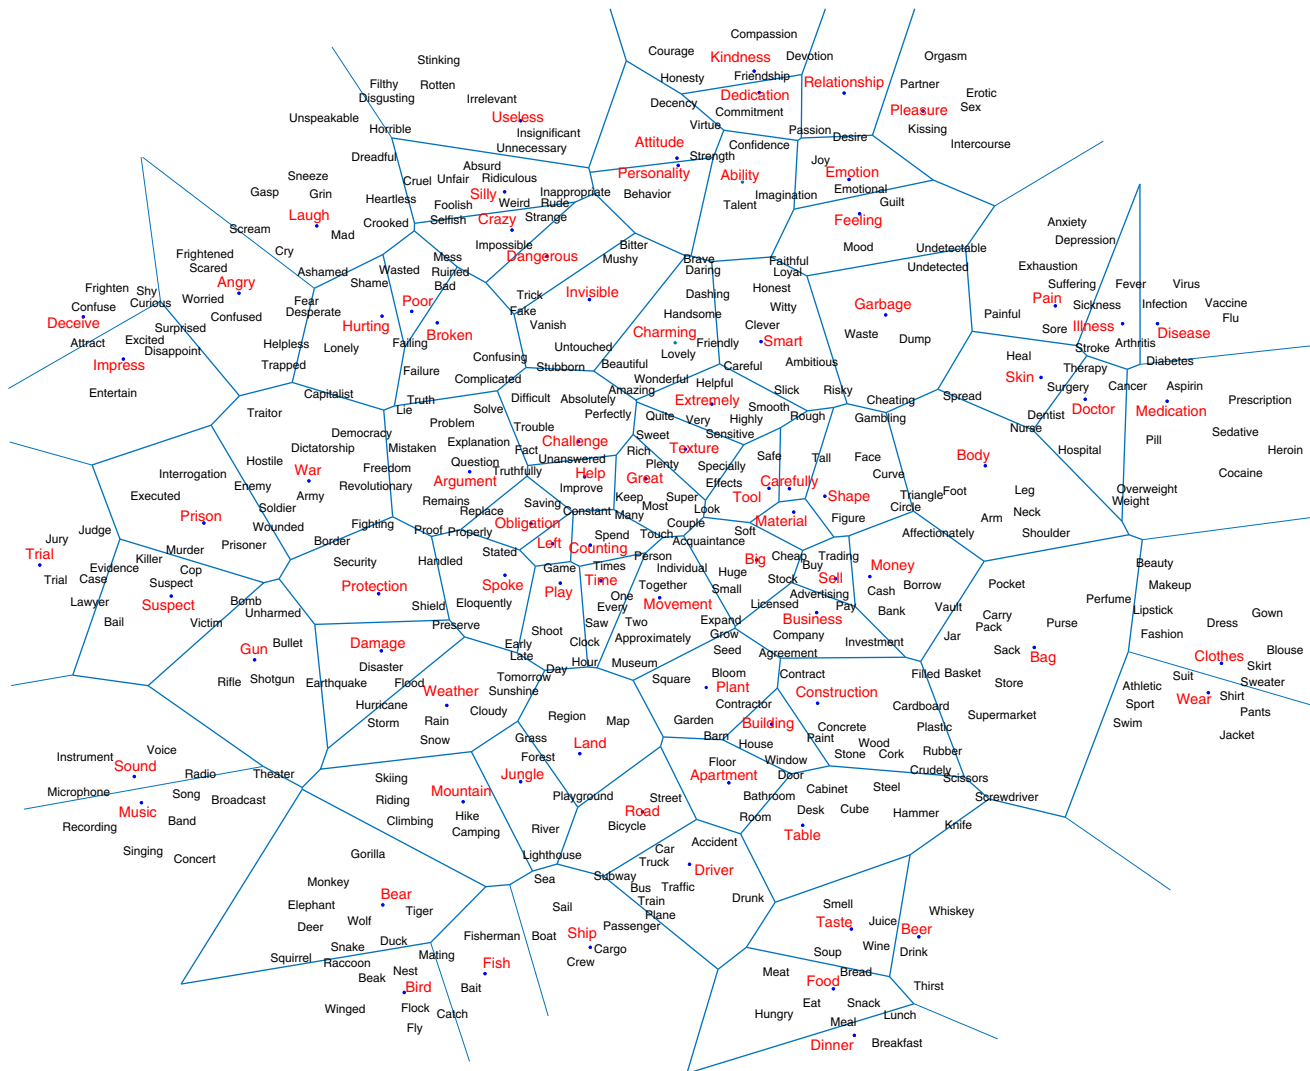 Compassion
Courage
Kindness
Devotion
Orgasm
Stinking
Honesty
Friendship
Relationship
Partner
Filthy
Rotten
Disgusting
Irrelevant
Decency
Dedication
Commitment
Pleasure
Erotic
Sex
Unspeakable
Useless
Horrible
Insignificant
Unnecessary
Virtue
Passion
Desire
Kissing
Intercourse
Attitude
Strength
Confidence
Dreadful
Absurd
Personality
Ability
Joy
Emotion
Sneeze
Gasp
Grin
Cruel
Unfair
Ridiculous
Silly
Inappropriate
Behavior
Imagination
Emotional
Heartless
Foolish
Weird
Rude
Talent
Guilt
Laugh
Mad
Crooked
Selfish
Crazy
Strange
Feeling
Scream
Anxiety
Cry
Impossible
Bitter
Mood
Undetectable
Depression
Frightened
Mess
Dangerous
Mushy
Brave
Faithful
Scared
Ashamed
Wasted
Ruined
Daring
Loyal
Undetected
Exhaustion
Frighten
Shy
Angry
Shame
Bad
Honest
Suffering
Fever
Virus
Confuse
Curious
Worried
Fear
Poor
Trick
Invisible
Dashing
Witty
Garbage
Pain
Sickness
Infection
Vaccine
Deceive
Confused
Desperate
Hurting
Broken
Fake
Handsome
Painful
Flu
Surprised
Vanish
Charming
Clever
Smart
Waste
Dump
Sore
Illness
Disease
Attract
Excited
Disappoint
Helpless
Lonely
Failing
Untouched
Lovely
Friendly
Stroke
Arthritis
Impress
Trapped
Failure
Confusing
Stubborn
Beautiful
Careful
Ambitious
Heal
Therapy
Diabetes
Entertain
Capitalist
Complicated
Wonderful
Helpful
Slick
Risky
Skin
Surgery
Cancer
Aspirin
Truth
Difficult
Absolutely
Amazing
Extremely
Cheating
Spread
Doctor
Medication
Prescription
Traitor
Lie
Solve
Perfectly
Quite
Very
Highly
Smooth
Rough
Gambling
Dentist
Nurse
Democracy
Problem
Trouble
Challenge
Sweet
Sensitive
Pill
Sedative
Dictatorship
Mistaken
Explanation
Fact
Rich
Texture
Safe
Tall
Face
Body
Hospital
Heroin
Hostile
War
Freedom
Question
Unanswered
Plenty
Specially
Curve
Interrogation
Enemy
Revolutionary
Argument
Truthfully
Help
Great
Effects
Cocaine
Executed
Army
Remains
Improve
Keep
Most
Super
Tool
Carefully
Shape
Triangle
Foot
Leg
Overweight
Weight
Prison
Soldier
Replace
Saving
Constant
Many
Look
Circle
Neck
Wounded
Fighting
Proof
Properly
Obligation
Touch
Couple
Material
Figure
Arm
Judge
Jury
Prisoner
Border
Stated
Left
Counting
Spend
Acquaintance
Soft
Affectionately
Shoulder
Trial
Evidence
Killer
Murder
Cop
Security
Handled
Game
Times
Person
Individual
Big
Cheap
Buy
Trading
Money
Beauty
Trial
Case
Suspect
Suspect
Protection
Spoke
Play
Time
Together
Huge
Small
Stock
Sell
Cash
Borrow
Pocket
Makeup
Lawyer
Bail
Victim
Bomb
Unharmed
Shield
Eloquently
One
Every
Movement
Licensed
Advertising
Pay
Bank
Vault
Carry
Pack
Purse
Perfume
Lipstick
Gown
Preserve
Saw
Two
Expand
Business
Dress
Gun
Bullet
Damage
Shoot
Early
Clock
Approximately
Grow
Company
Investment
Jar
Sack
Bag
Fashion
Clothes
Blouse
Rifle
Shotgun
Disaster
Late
Hour
Museum
Seed
Agreement
Filled
Basket
Store
Suit
Skirt
Earthquake
Flood
Weather
Tomorrow
Day
Square
Bloom
Contract
Athletic
Sport
Wear
Shirt
Sweater
Hurricane
Sunshine
Plant
Construction
Cardboard
Supermarket
Swim
Pants
Storm
Rain
Cloudy
Region
Map
Contractor
Garden
Building
Concrete
Plastic
Jacket
Snow
Grass
Land
Barn
House
Paint
Wood
Stone
Cork
Rubber
Voice
Instrument
Sound
Forest
Floor
Window
Crudely
Scissors
Radio
Theater
Skiing
Jungle
Apartment
Door
Microphone
Song
Broadcast
Riding
Mountain
Playground
Street
Bathroom
Cabinet
Steel
Screwdriver
Music
Band
Climbing
Hike
Road
Room
Desk
Cube
Hammer
Recording
Camping
River
Bicycle
Table
Knife
Singing
Concert
Gorilla
Lighthouse
Car
Accident
Truck
Driver
Monkey
Bear
Sea
Subway
Bus
Traffic
Elephant
Tiger
Sail
Train
Plane
Drunk
Smell
Whiskey
Deer
Wolf
Ship
Passenger
Taste
Juice
Beer
Snake
Duck
Fisherman
Boat
Cargo
Wine
Drink
Squirrel
Raccoon
Mating
Crew
Soup
Beak
Nest
Fish
Meat
Bread
Bird
Bait
Food
Thirst
Winged
Flock
Catch
Hungry
Eat
Snack
Lunch
Fly
Meal
Dinner
Breakfast